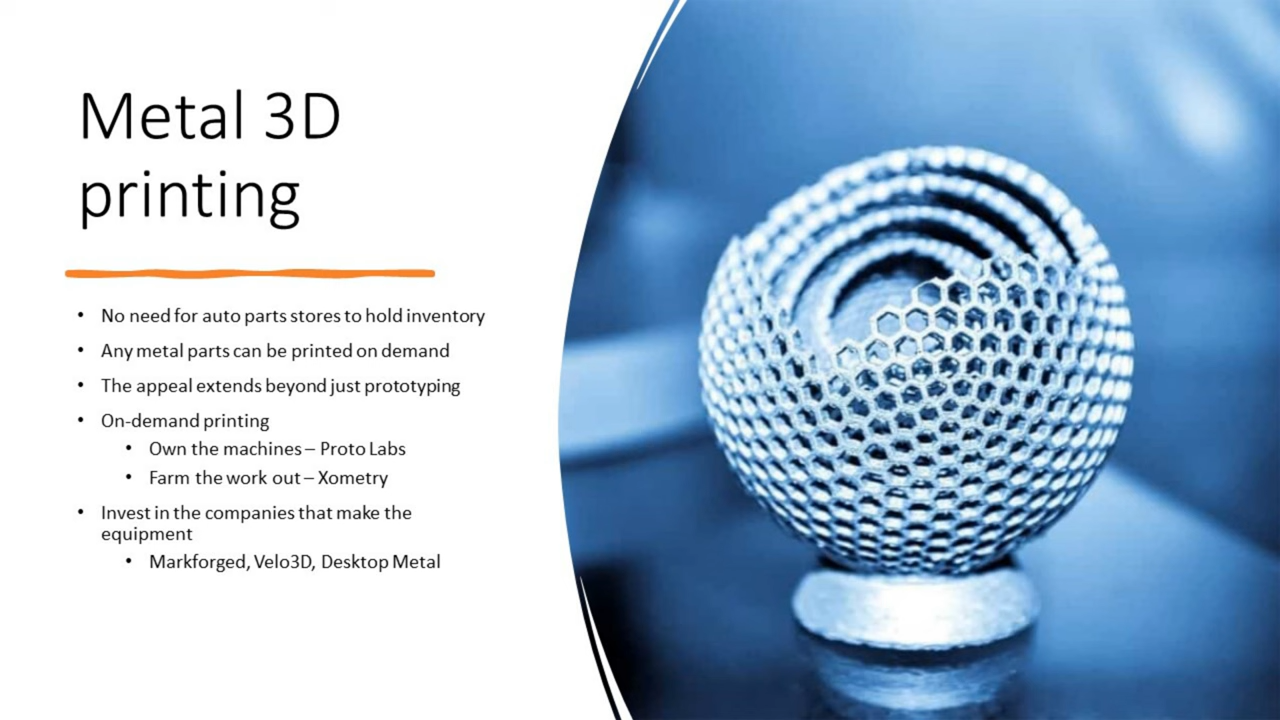 Metal 3D
printing
• No need for auto parts stores to hold inventory
• Any metal parts can be printed on demand
• The appeal extends beyond just prototyping
• On-demand printing
• Own the machines – Proto Labs
• Farm the work out – Xometry
• Invest in the companies that make the
equipment
• Markforged, Velo3D, Desktop Metal